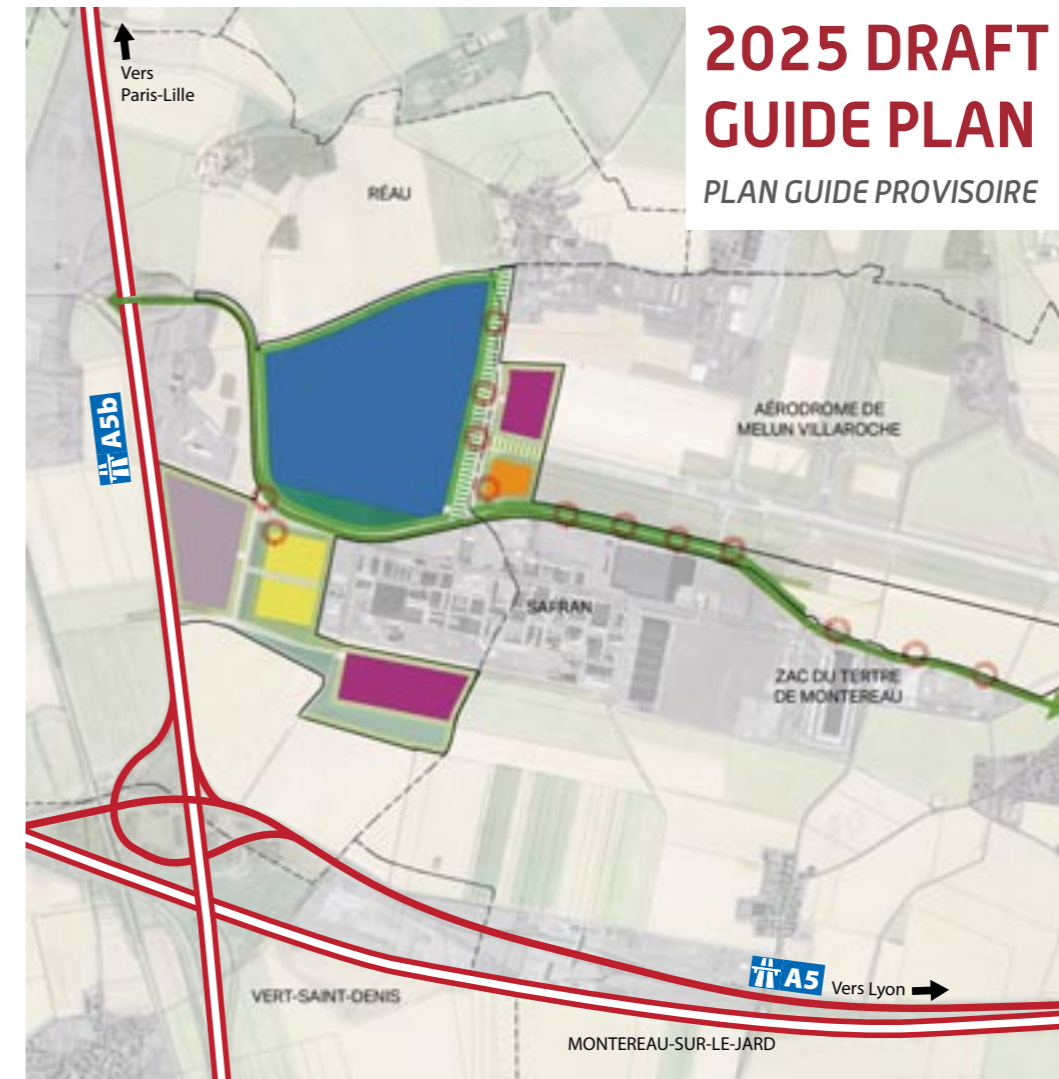 2025 DRAFT
GUIDE PLAN
PLAN GUIDE PROVISOIRE
Vers
Paris-Lille
RÉAU
A5b
AÉRODROME DE
MELUN VILLAROCHE
SAFRAN
ZAC DU TERTRE
DE MONTEREAU
A5
Vers Lyon
VERT-SAINT-DENIS
MONTEREAU-SUR-LE-JARD